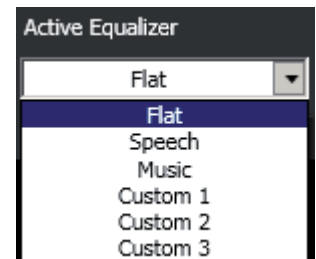 Active Equalizer
Flat
Flat
Speech
Music
Custom 1
Custom 2
Custom 3